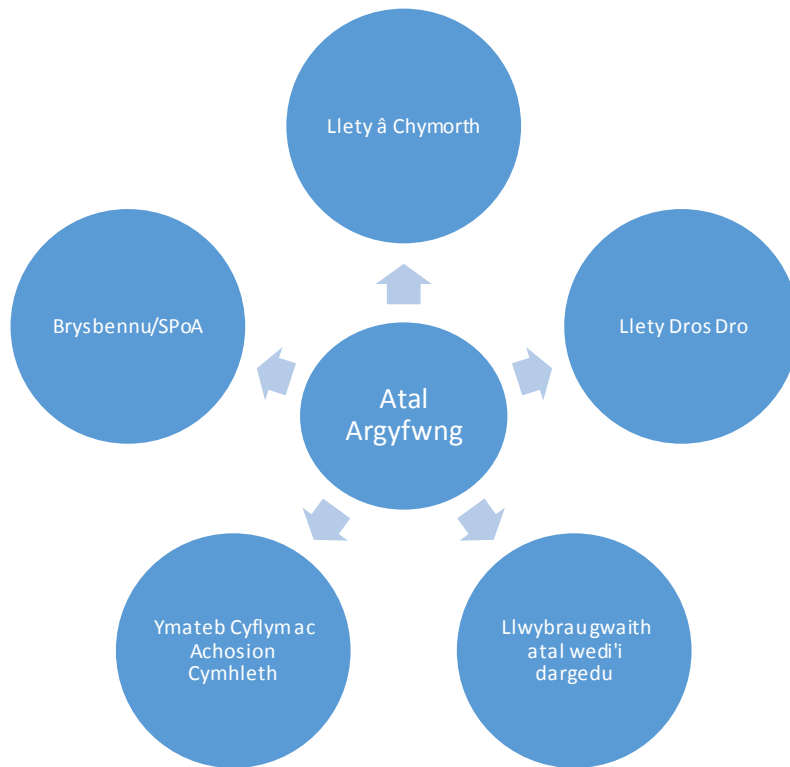 Llety â Chymorth
Llety Dros Dro
Brysbennu/SPoA
Atal
Argyfwng
Ymateb Cyflym ac
Achosion
Cymhleth
Llwybrau gwaith
atal wedi'i
dargedu